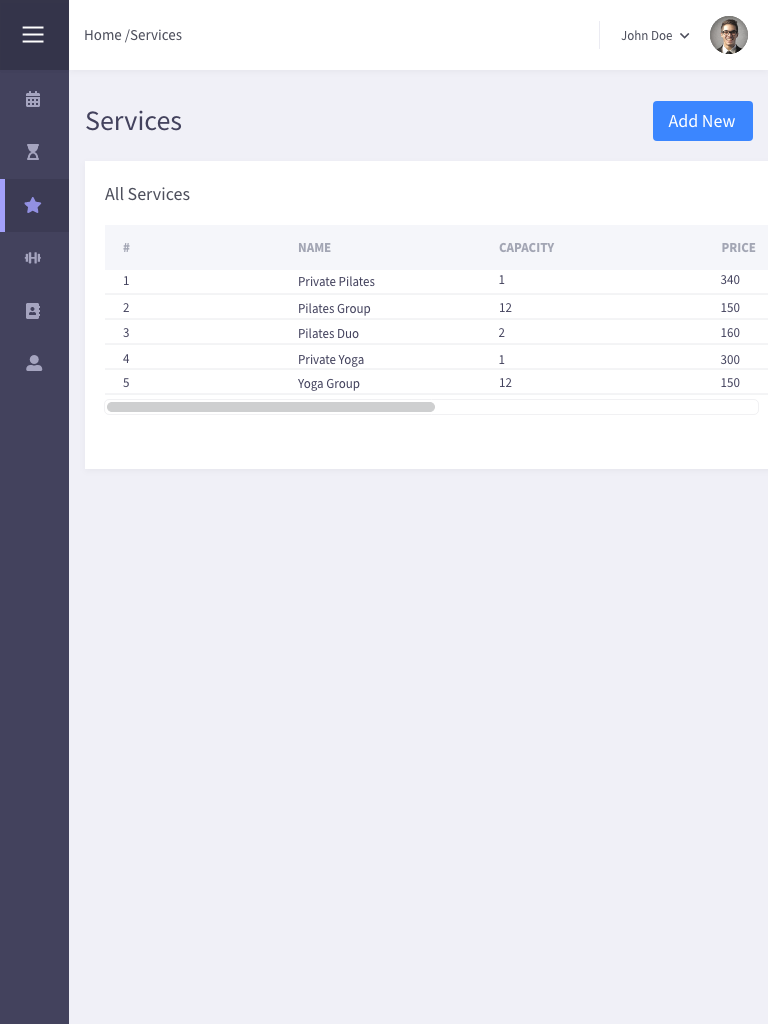 Home /Services
John Doe
Services
Add New
All Services
# NAME CAPACITY PRICE
1 Private Pilates 1 340
2 Pilates Group 12 150
3 Pilates Duo 2 160
4 Private Yoga 1 300
5 Yoga Group 12 150